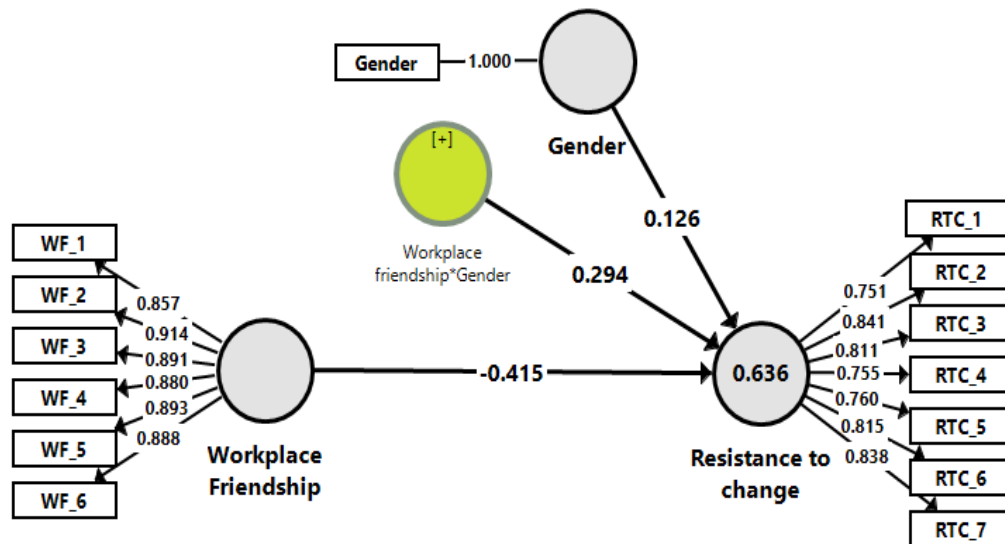 Gender
1.000
[+]
Gender
Workplace
friendship*Gender
0.126
0.294
WF_1
WF_2
WF_3
WF_4
WF_5
WF_6
0.857
0.914
0.891
0.880
0.893
0.888
Workplace
Friendship
-0.415
0.636
Resistance to
change
0.751
0.841
0.811
0.755
0.760
0.815
0.838
RTC_1
RTC_2
RTC_3
RTC_4
RTC_5
RTC_6
RTC_7